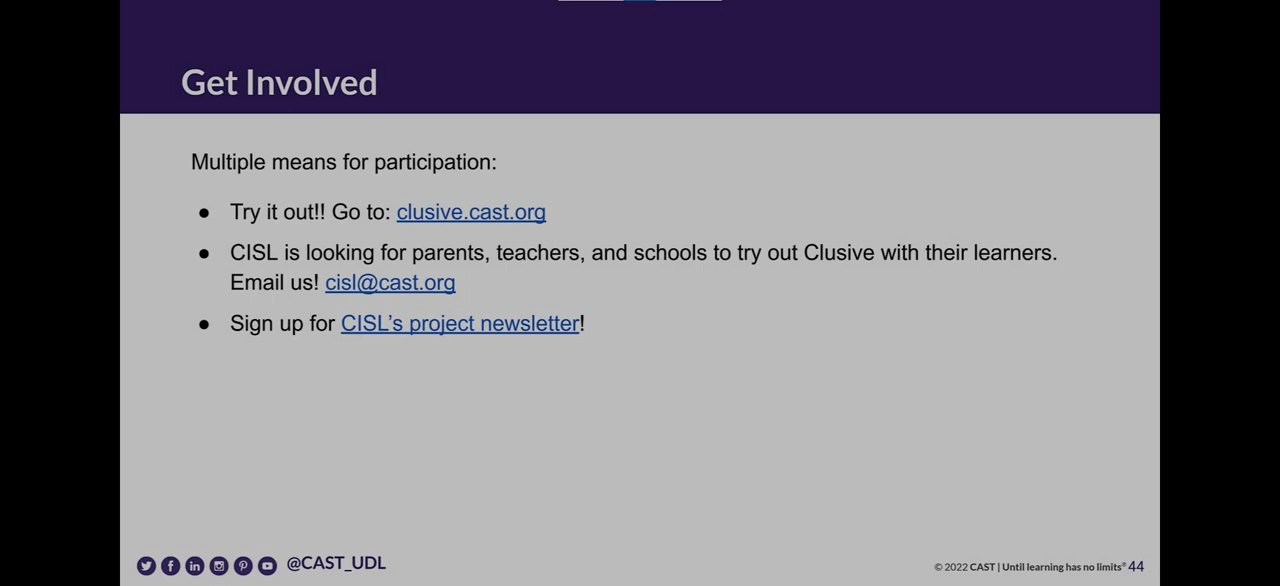 Get Involved
Multiple means for participation:
● Try it out!! Go to: clusive.cast.org
● CISL is looking for parents, teachers, and schools to try out Clusive with their learners.
Email us! cisl@cast.org
● Sign up for CISL’s project newsletter!
@CAST_UDL
© 2022 CAST | Until learning has no limits® 44